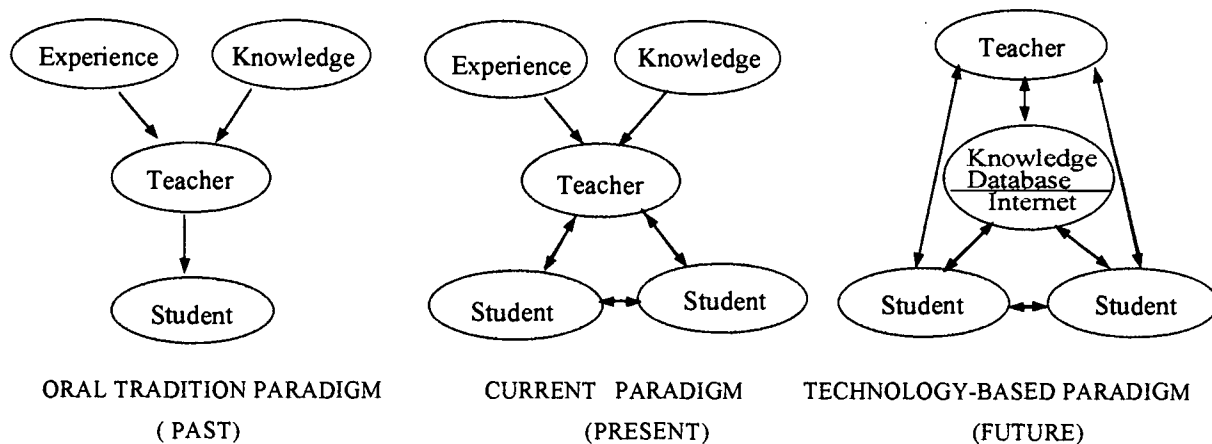 Experience
Knowledge
Teacher
Student
ORAL TRADITION PARADIGM
( PAST)
Experience
Knowledge
Teacher
Student
Student
CURRENT PARADIGM
(PRESENT)
Teacher
Knowledge
Database
Internet
Student
Student
TECHNOLOGY-BASED PARADIGM
(FUTURE)